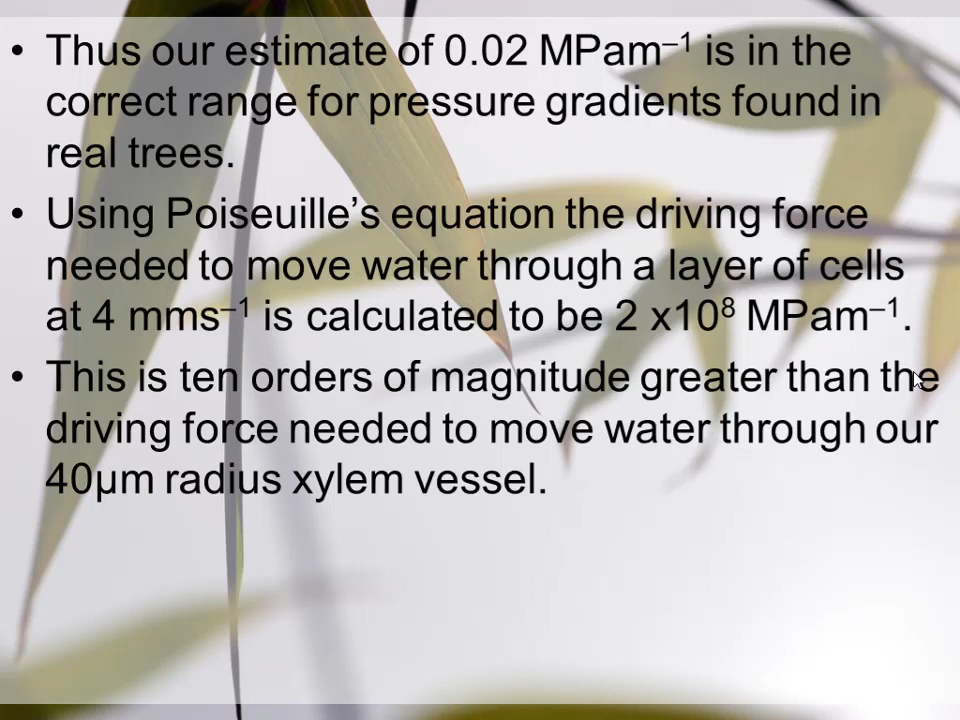 • Thus our estimate of 0.02 MPam⁻¹ is in the
correct range for pressure gradients found in
real trees.
• Using Poiseuille’s equation the driving force
needed to move water through a layer of cells
at 4 mms⁻¹ is calculated to be 2 x10⁸ MPam⁻¹.
• This is ten orders of magnitude greater than the
driving force needed to move water through our
40µm radius xylem vessel.